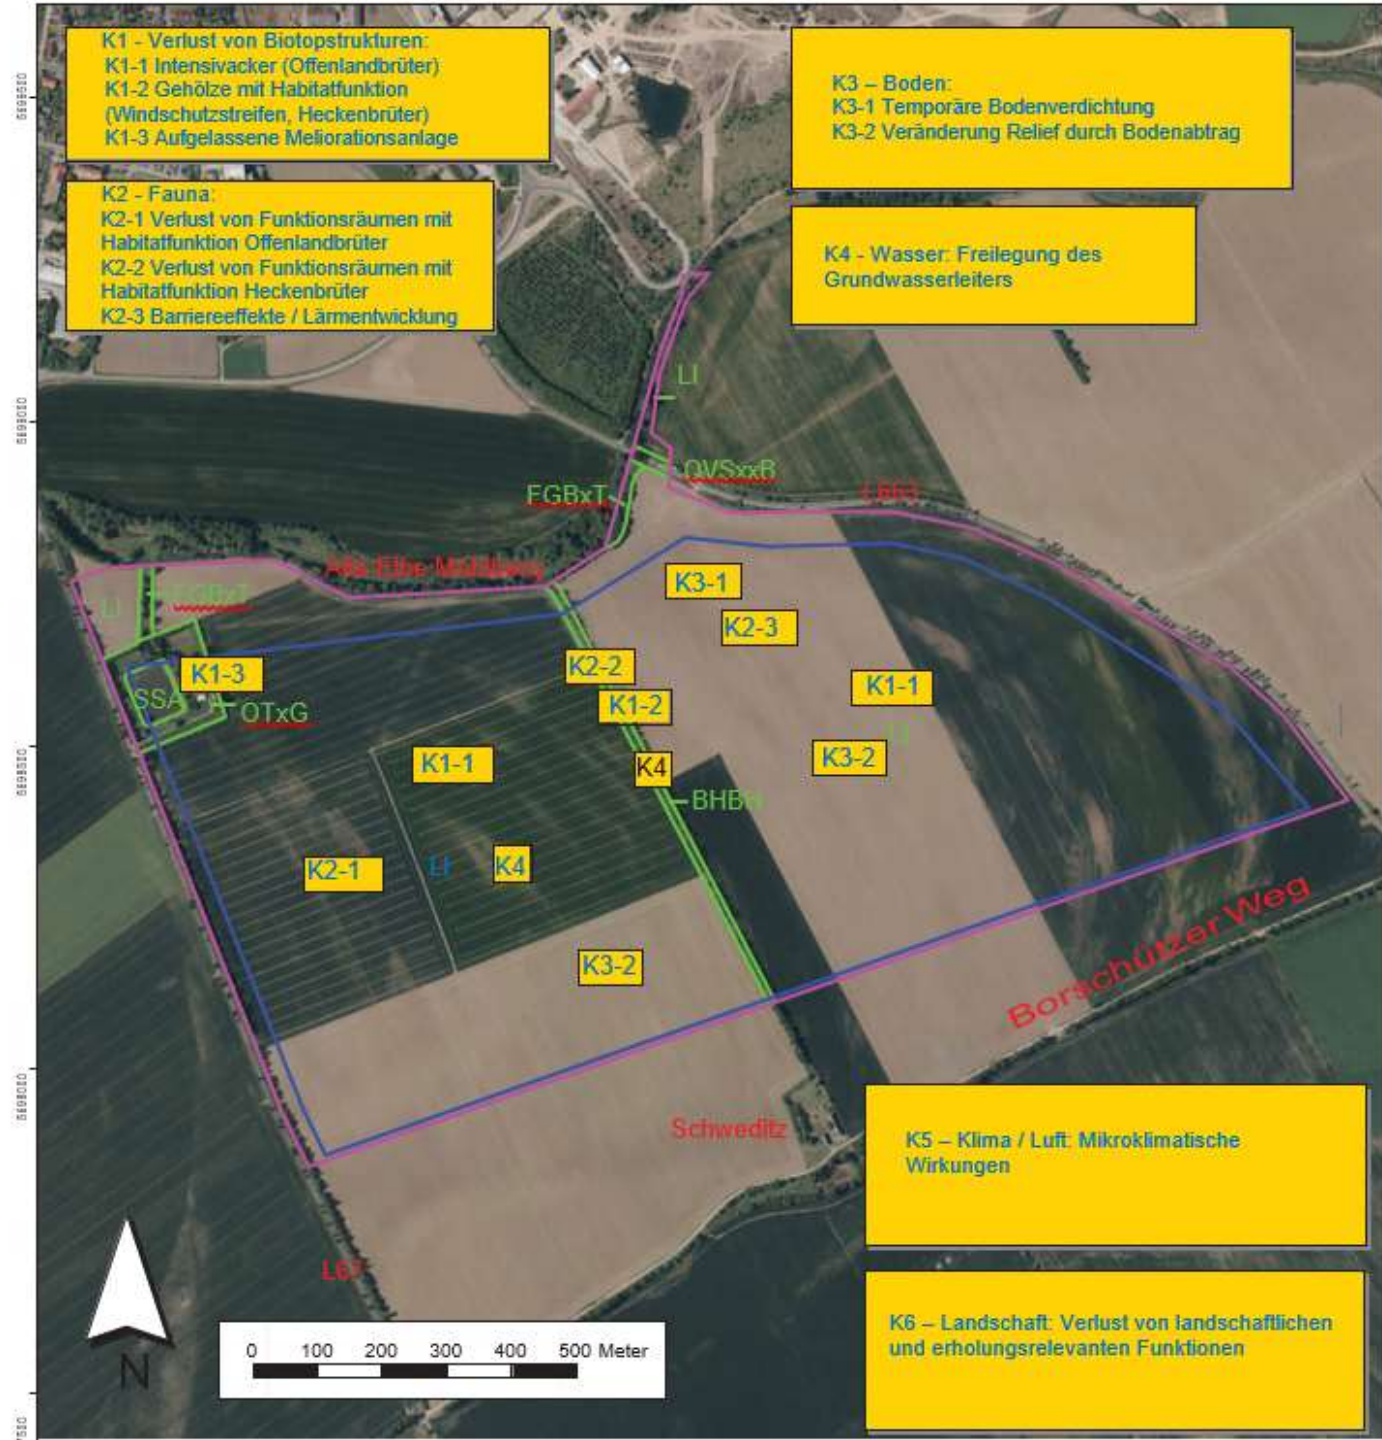 K1 - Verlust von Biotopstrukturen:
K1-1 Intensivacker (Offenlandbrüter)
K1-2 Gehölze mit Habitatfunktion
(Windschutzstreifen, Heckenbrüter)
K1-3 Aufgelassene Meliorationsanlage
K2 - Fauna:
K2-1 Verlust von Funktionsräumen mit
Habitatfunktion Offenlandbrüter
K2-2 Verlust von Funktionsräumen mit
Habitatfunktion Heckenbrüter
K2-3 Barriereeffekte / Lärmentwicklung
K3 – Boden:
K3-1 Temporäre Bodenverdichtung
K3-2 Veränderung Relief durch Bodenabtrag
K4 - Wasser: Freilegung des
Grundwasserleiters
LI
OVSxxB
FGBxT
K3-1
K2-3
LI
K1-3
K2-2
K1-1
SSA
OTxG
K1-2
K1-1
K4
K3-2
BHBH
K2-1
LI
K4
K3-2
Borschützer Weg
Schweditz
K5 – Klima / Luft: Mikroklimatische
Wirkungen
K6 – Landschaft: Verlust von landschaftlichen
und erholungsrelevanten Funktionen
N
0 100 200 300 400 500 Meter